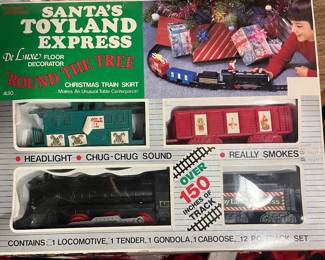 SANTA'S
TOYLAND
EXPRESS
De Luxe FLOOR
DECORATOR
'ROUND THE TREE
CHRISTMAS TRAIN SKIRT
Makes An Unusual Table Centerpiece!
HEADLIGHT • CHUG-CHUG SOUND • REALLY SMOKES
OVER
150
INCHES OF
TRACK
CONTAINS: 1 LOCOMOTIVE, 1 TENDER, 1 GONDOLA, 1 CABOOSE, 12 PC TRACK SET